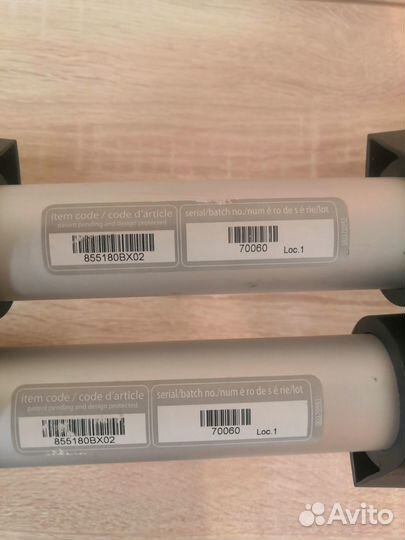 item code / code d'article
patent pending and design protected
855180BX02
serial/batch no./num é ro de s é rie/lot
70060
Loc.1
item code / code d'article
patent pending and design protected
855180BX02
serial/batch no./num é ro de s é rie/lot
70060
Loc.1
Avito